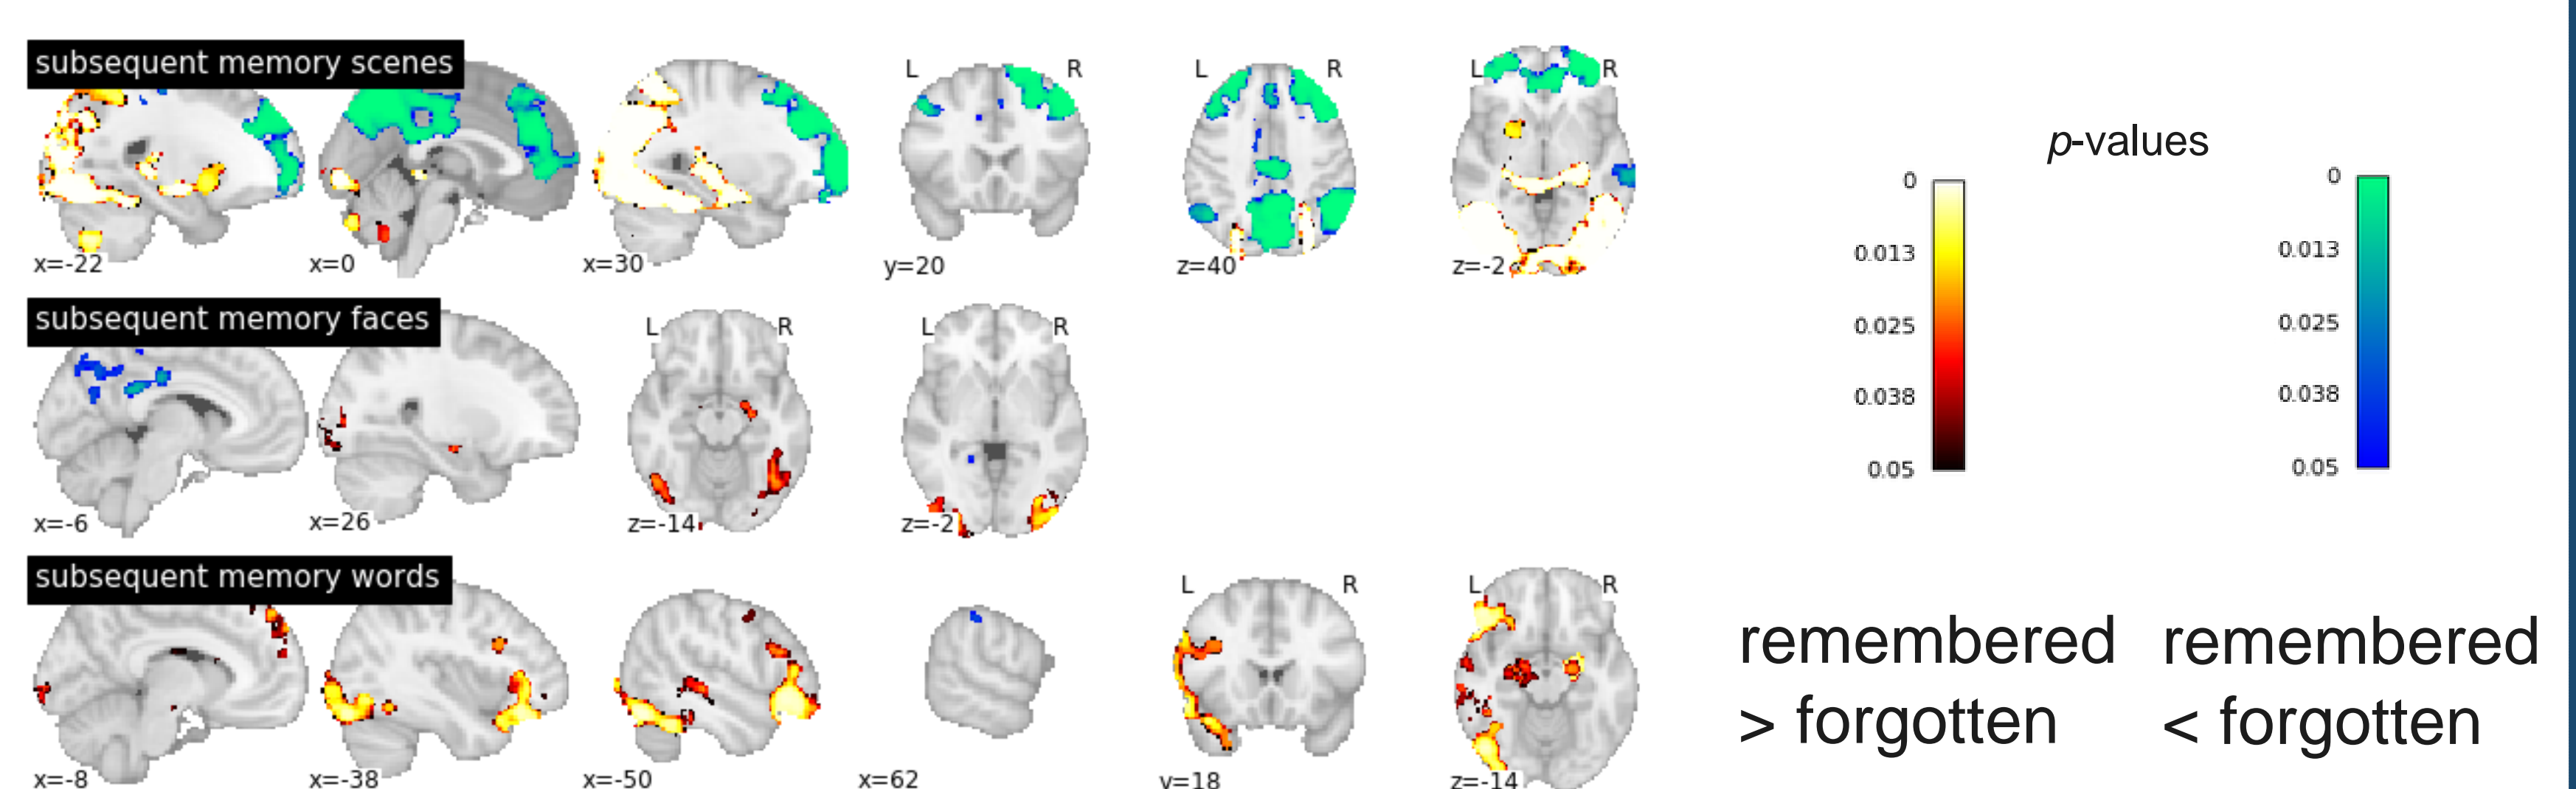 subsequent memory scenes
L R
L R
L R
x=-22
x=0
x=30
y=20
z=40
z=-2
subsequent memory faces
L R
L R
x=-6
x=26
z=-14
z=-2
subsequent memory words
L R
L R
x=-8
x=-38
x=-50
x=62
y=18
z=-14
p-values
0
0.013
0.025
0.038
0.05
0
0.013
0.025
0.038
0.05
remembered
> forgotten
remembered
< forgotten